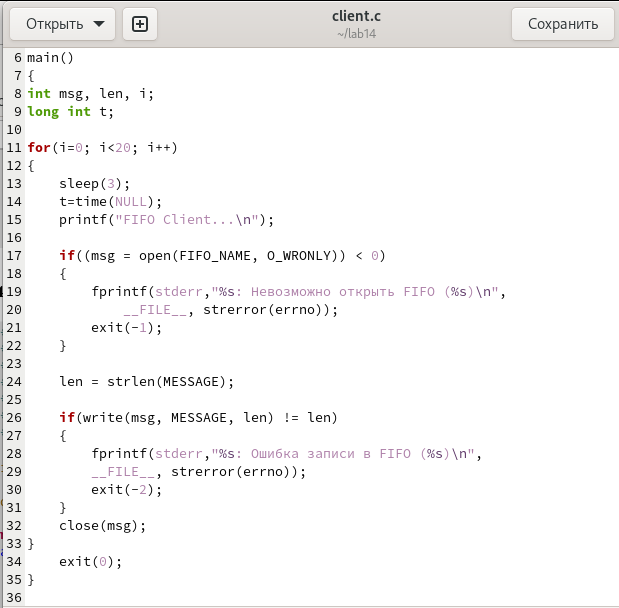 Открыть
client.c
~/lab14
Сохранить
6 main()
7 {
8 int msg, len, i;
9 long int t;
10
11 for(i=0; i<20; i++)
12 {
13     sleep(3);
14     t=time(NULL);
15     printf("FIFO Client...\n");
16
17     if((msg = open(FIFO_NAME, O_WRONLY)) < 0)
18     {
19         fprintf(stderr,"%s: Невозможно открыть FIFO (%s)\n",
20             __FILE__, strerror(errno));
21         exit(-1);
22     }
23
24     len = strlen(MESSAGE);
25
26     if(write(msg, MESSAGE, len) != len)
27     {
28         fprintf(stderr,"%s: Ошибка записи в FIFO (%s)\n",
29         __FILE__, strerror(errno));
30         exit(-2);
31     }
32     close(msg);
33 }
34     exit(0);
35 }
36